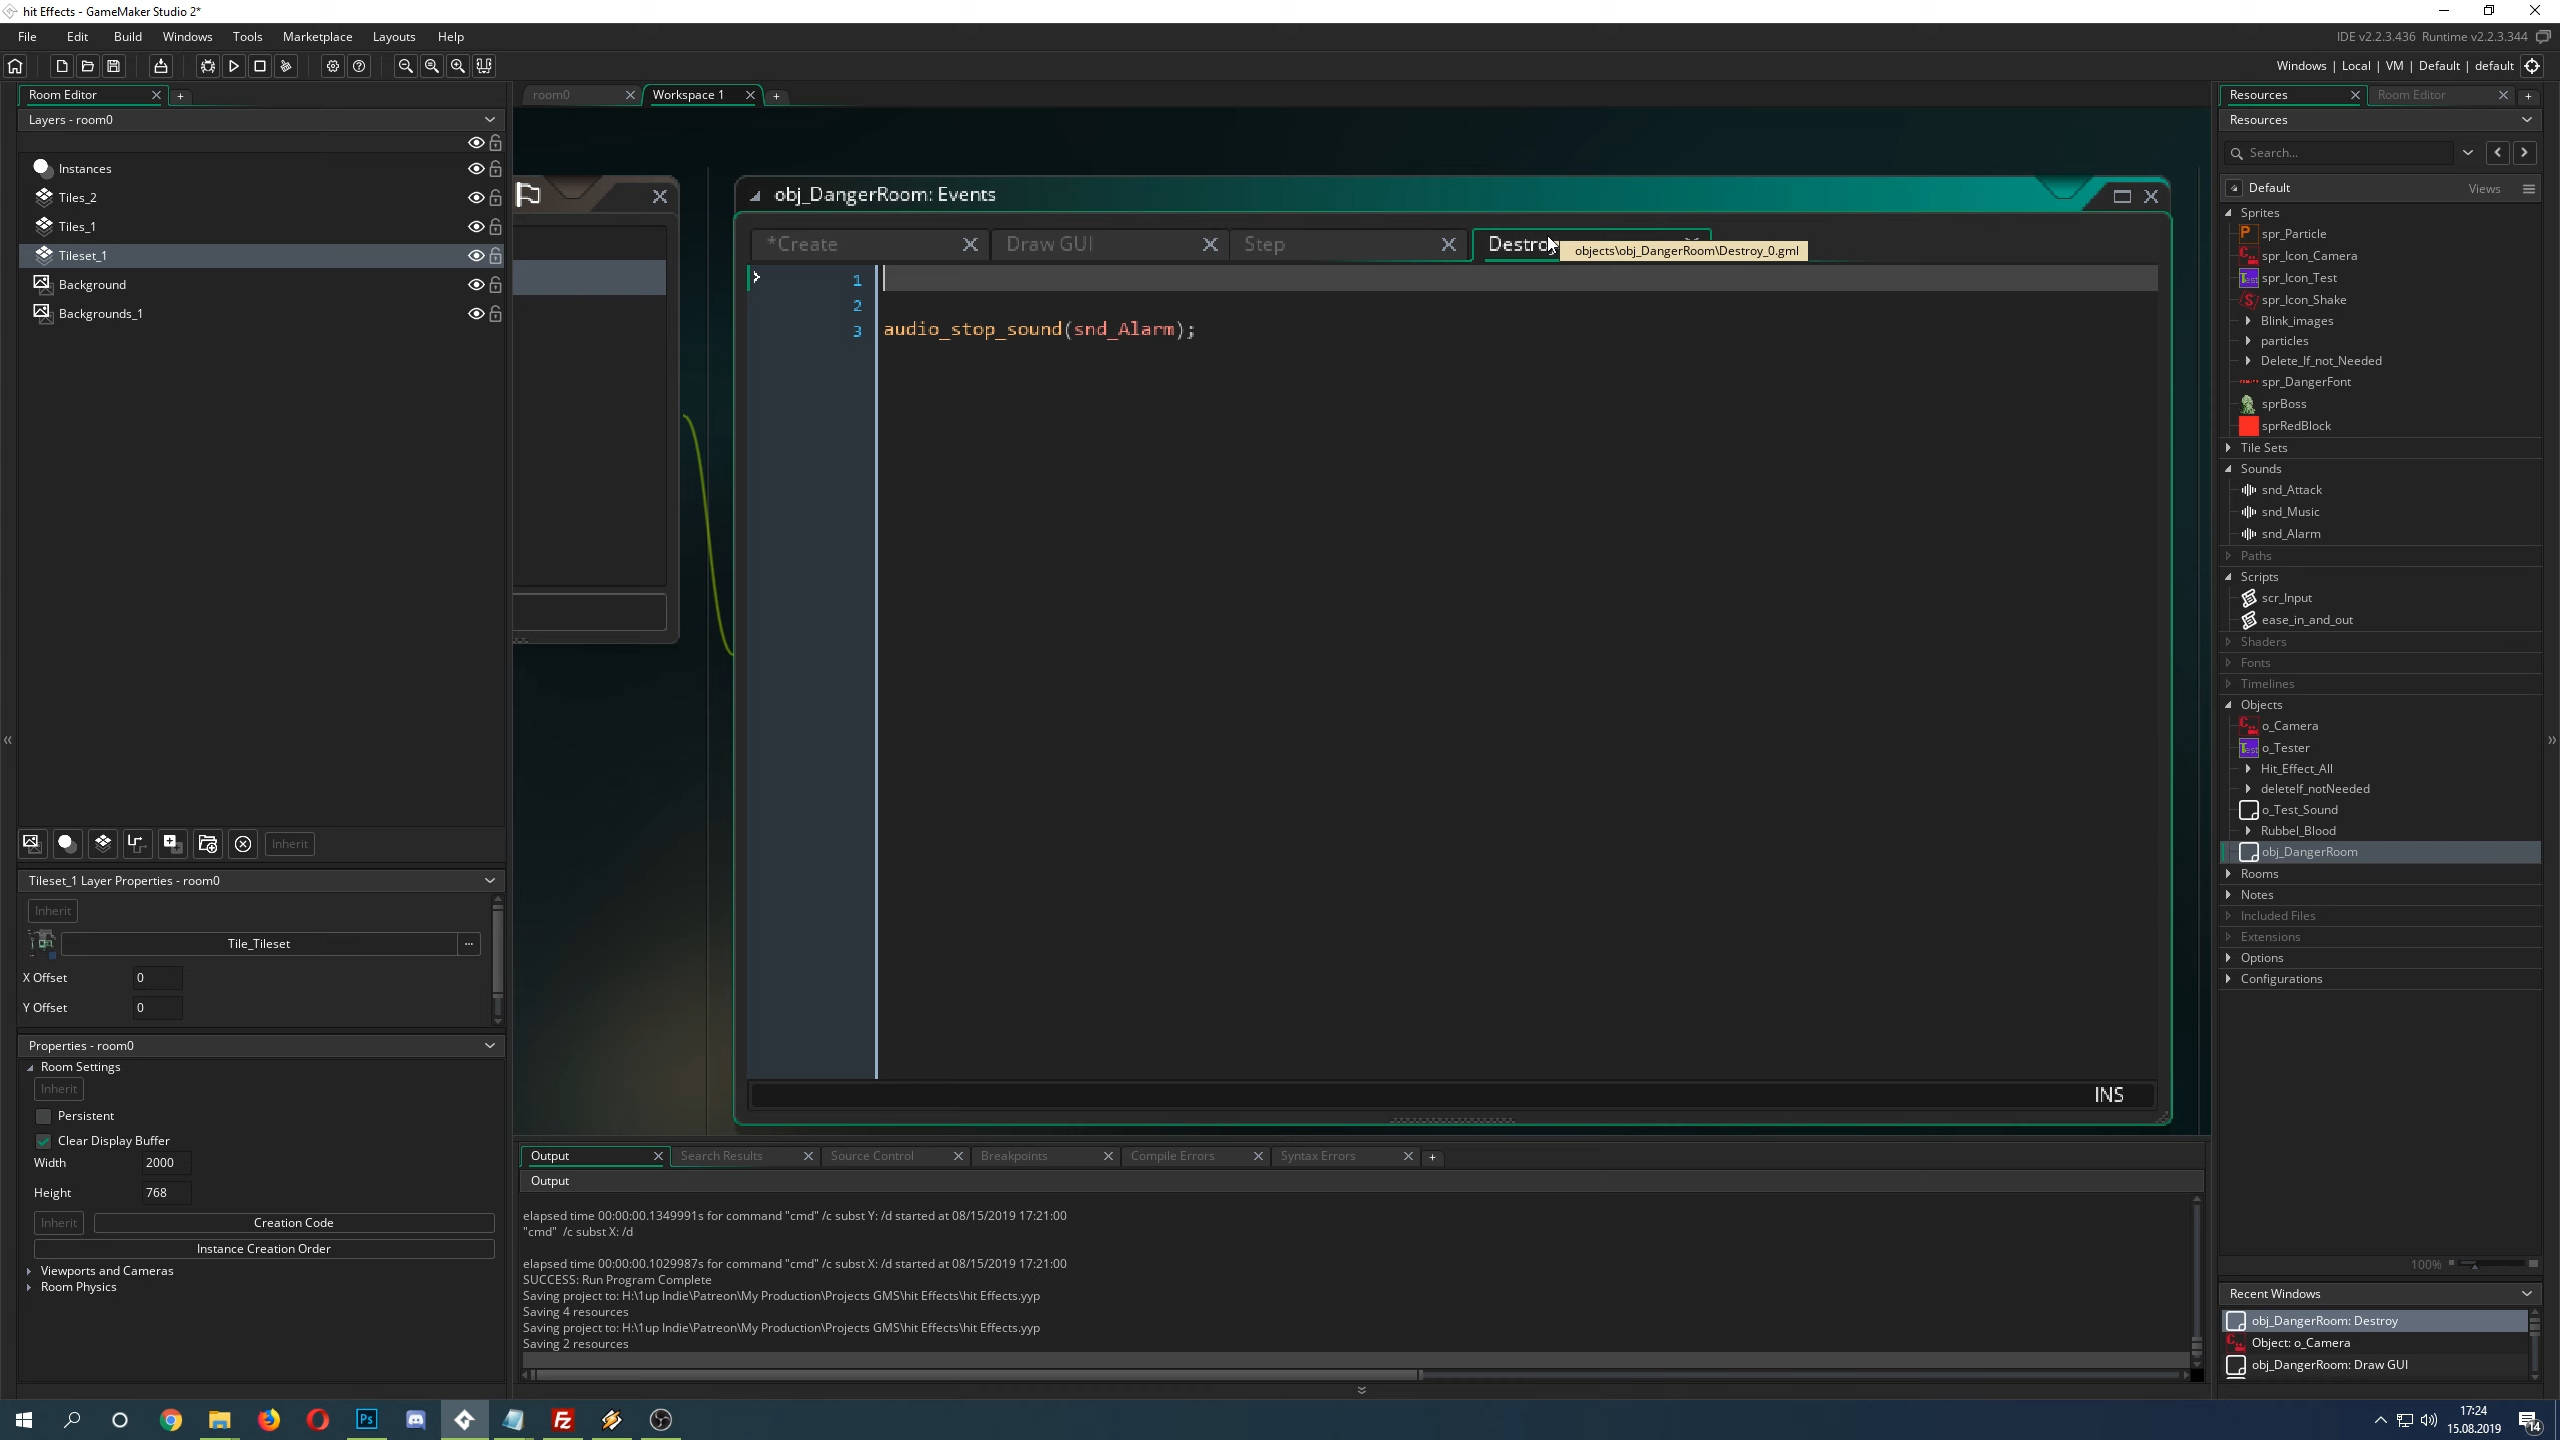 hit Effects - GameMaker Studio 2*
File Edit Build Windows Tools Marketplace Layouts Help
IDE v2.2.3.436 Runtime v2.2.3.344
Windows | Local | VM | Default | default
Room Editor
Layers - room0
Instances
Tiles_2
Tiles_1
Tileset_1
Background
Backgrounds_1
Inherit
Tileset_1 Layer Properties - room0
Inherit
Tile_Tileset
...
X Offset 0
Y Offset 0
Properties - room0
Room Settings
Inherit
Persistent
Clear Display Buffer
Width 2000
Height 768
Inherit Creation Code
Instance Creation Order
Viewports and Cameras
Room Physics
room0 Workspace 1
obj_DangerRoom: Events
*Create Draw GUI Step Destro
objects\obj_DangerRoom\Destroy_0.gml
1
2
3 audio_stop_sound(snd_Alarm);
INS
Output Search Results Source Control Breakpoints Compile Errors Syntax Errors
Output
elapsed time 00:00:00.1349991s for command "cmd" /c subst Y: /d started at 08/15/2019 17:21:00
"cmd" /c subst X: /d
elapsed time 00:00:00.1029987s for command "cmd" /c subst X: /d started at 08/15/2019 17:21:00
SUCCESS: Run Program Complete
Saving project to: H:\1up Indie\Patreon\My Production\Projects GMS\hit Effects\hit Effects.yyp
Saving 4 resources
Saving project to: H:\1up Indie\Patreon\My Production\Projects GMS\hit Effects\hit Effects.yyp
Saving 2 resources
Resources Room Editor
Resources
Search...
Default Views
Sprites
spr_Particle
spr_Icon_Camera
spr_Icon_Test
spr_Icon_Shake
Blink_images
particles
Delete_If_not_Needed
spr_DangerFont
sprBoss
sprRedBlock
Tile Sets
Sounds
snd_Attack
snd_Music
snd_Alarm
Paths
Scripts
scr_Input
ease_in_and_out
Shaders
Fonts
Timelines
Objects
o_Camera
o_Tester
Hit_Effect_All
deleteIf_notNeeded
o_Test_Sound
Rubbel_Blood
obj_DangerRoom
Rooms
Notes
Included Files
Extensions
Options
Configurations
100%
Recent Windows
obj_DangerRoom: Destroy
Object: o_Camera
obj_DangerRoom: Draw GUI
17:24
15.08.2019
14